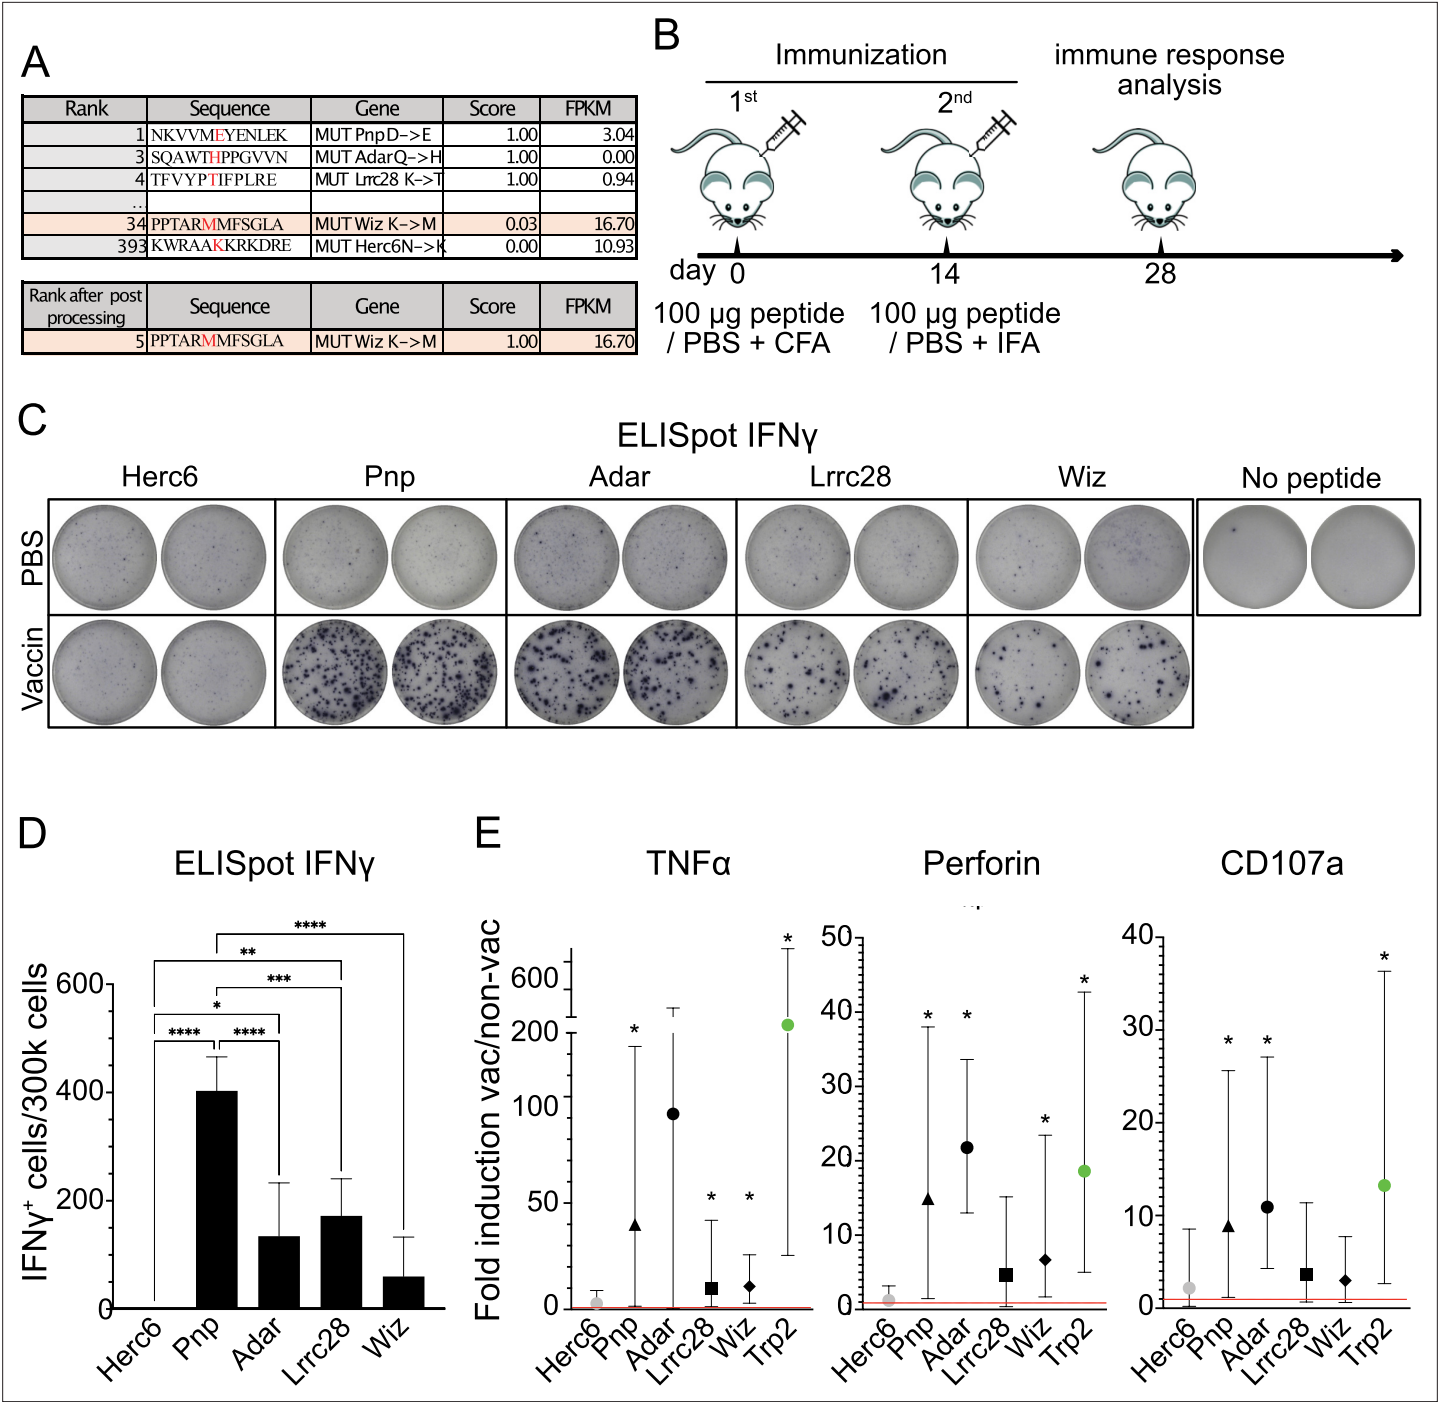 A
Rank Sequence Gene Score FPKM
1 NKVVMEYENLEK MUT Pnp D->E 1.00 3.04
3 SQAWTHPPGVVN MUT Adar Q->H 1.00 0.00
4 TFVYPTIFPLRE MUT Lrrc28 K->T 1.00 0.94
...
34 PPTARMMFSGLA MUT Wiz K->M 0.03 16.70
393 KWRAAKKRKDRE MUT Herc6 N->K 0.00 10.93
Rank after post
processing Sequence Gene Score FPKM
5 PPTARMMFSGLA MUT Wiz K->M 1.00 16.70
B
Immunization
immune response
analysis
1st 2nd
day 0 14 28
100 µg peptide
/ PBS + CFA
100 µg peptide
/ PBS + IFA
C
ELISpot IFNγ
Herc6 Pnp Adar Lrrc28 Wiz No peptide
PBS
Vaccin
D
ELISpot IFNγ
IFNγ+ cells/300k cells
****
**
***
*
**** ****
600
400
200
0
Herc6 Pnp Adar Lrrc28 Wiz
E
Fold induction vac/non-vac
TNFα
600
200
100
50
0
* * * *
Herc6 Pnp Adar Lrrc28 Wiz Trp2
Perforin
50
40
30
20
10
0
* * * *
Herc6 Pnp Adar Lrrc28 Wiz Trp2
CD107a
40
30
20
10
0
* * *
Herc6 Pnp Adar Lrrc28 Wiz Trp2